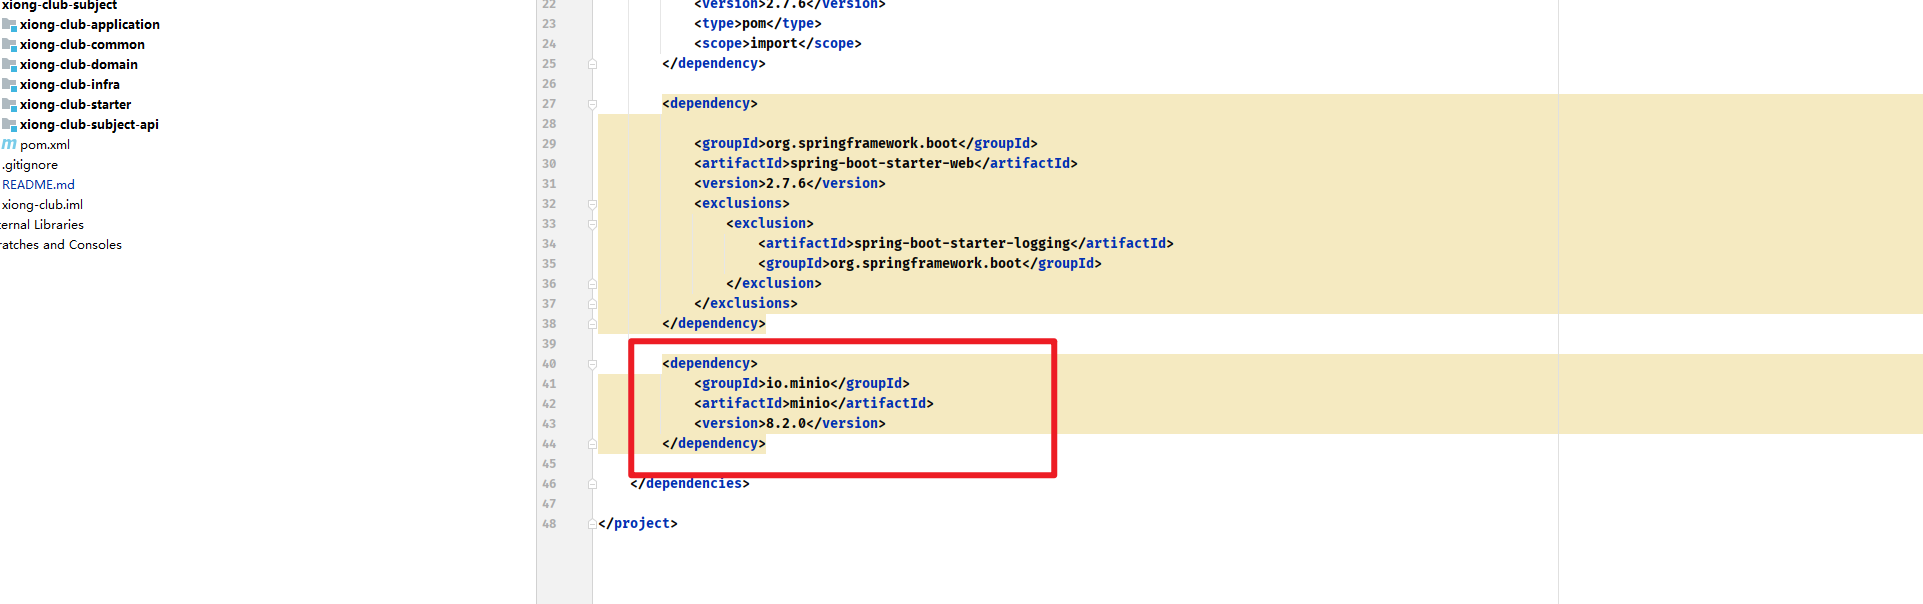 xiong-club-subject
xiong-club-application
xiong-club-common
xiong-club-domain
xiong-club-infra
xiong-club-starter
xiong-club-subject-api
m pom.xml
.gitignore
README.md
xiong-club.iml
ternal Libraries
ratches and Consoles
22 <version>2.7.6</version>
23 <type>pom</type>
24 <scope>import</scope>
25 </dependency>
26
27 <dependency>
28
29 <groupId>org.springframework.boot</groupId>
30 <artifactId>spring-boot-starter-web</artifactId>
31 <version>2.7.6</version>
32 <exclusions>
33 <exclusion>
34 <artifactId>spring-boot-starter-logging</artifactId>
35 <groupId>org.springframework.boot</groupId>
36 </exclusion>
37 </exclusions>
38 </dependency>
39
40 <dependency>
41 <groupId>io.minio</groupId>
42 <artifactId>minio</artifactId>
43 <version>8.2.0</version>
44 </dependency>
45
46 </dependencies>
47
48 </project>